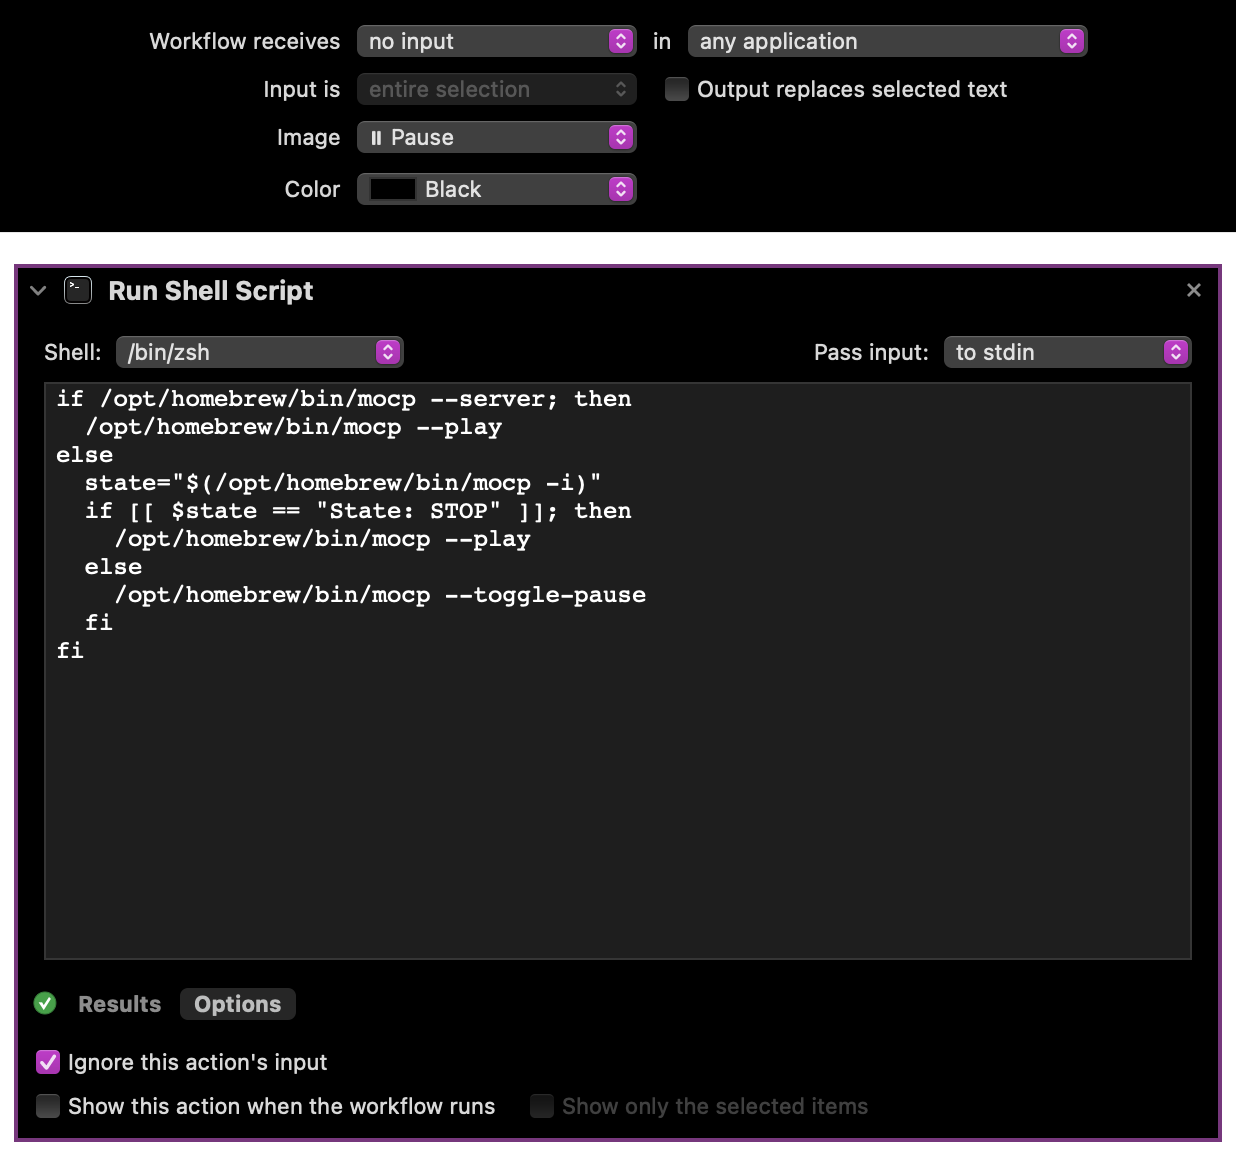 Workflow receives no input in any application
Input is entire selection Output replaces selected text
Image Pause
Color Black
Run Shell Script
Shell: /bin/zsh Pass input: to stdin
if /opt/homebrew/bin/mocp --server; then
  /opt/homebrew/bin/mocp --play
else
  state="$(/opt/homebrew/bin/mocp -i)"
  if [[ $state == "State: STOP" ]]; then
    /opt/homebrew/bin/mocp --play
  else
    /opt/homebrew/bin/mocp --toggle-pause
  fi
fi
Results Options
Ignore this action's input
Show this action when the workflow runs Show only the selected items